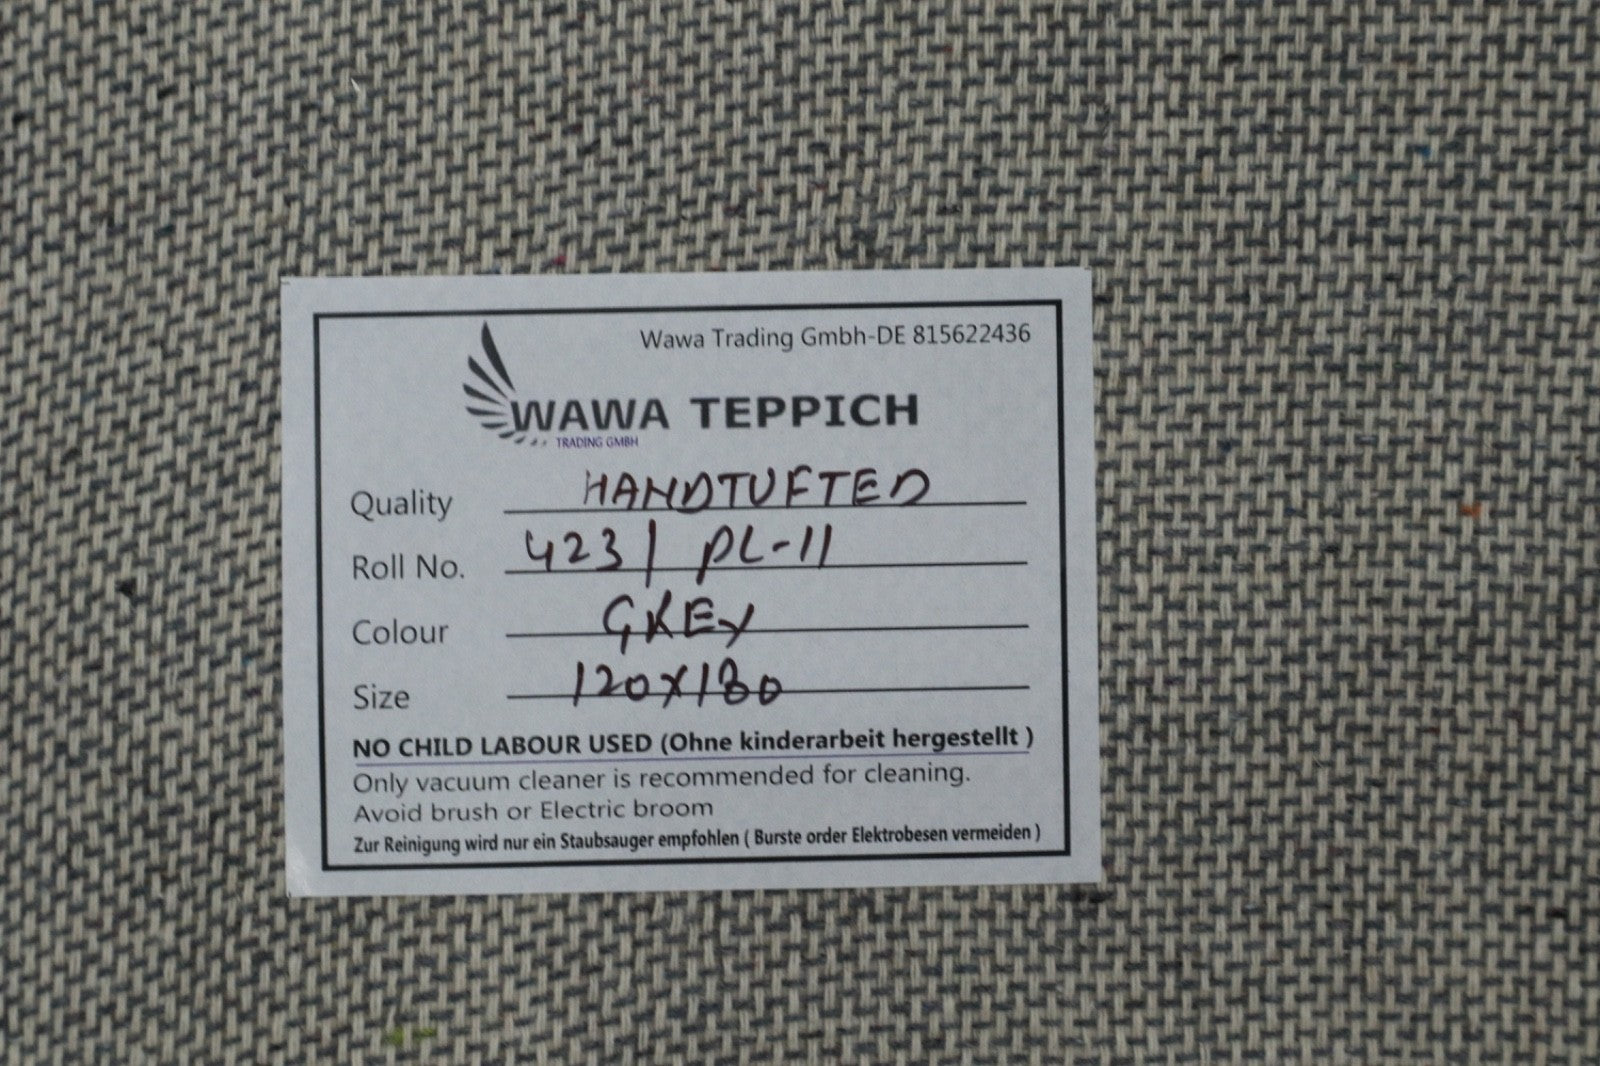 Wawa Trading Gmbh-DE 815622436
WAWA TEPPICH
TRADING GMBH
Quality HANDTUFTED
Roll No. 423/ PL-11
Colour GREY
Size 120X180
NO CHILD LABOUR USED (Ohne kinderarbeit hergestellt )
Only vacuum cleaner is recommended for cleaning.
Avoid brush or Electric broom
Zur Reinigung wird nur ein Staubsauger empfohlen ( Burste order Elektrobesen vermeiden )